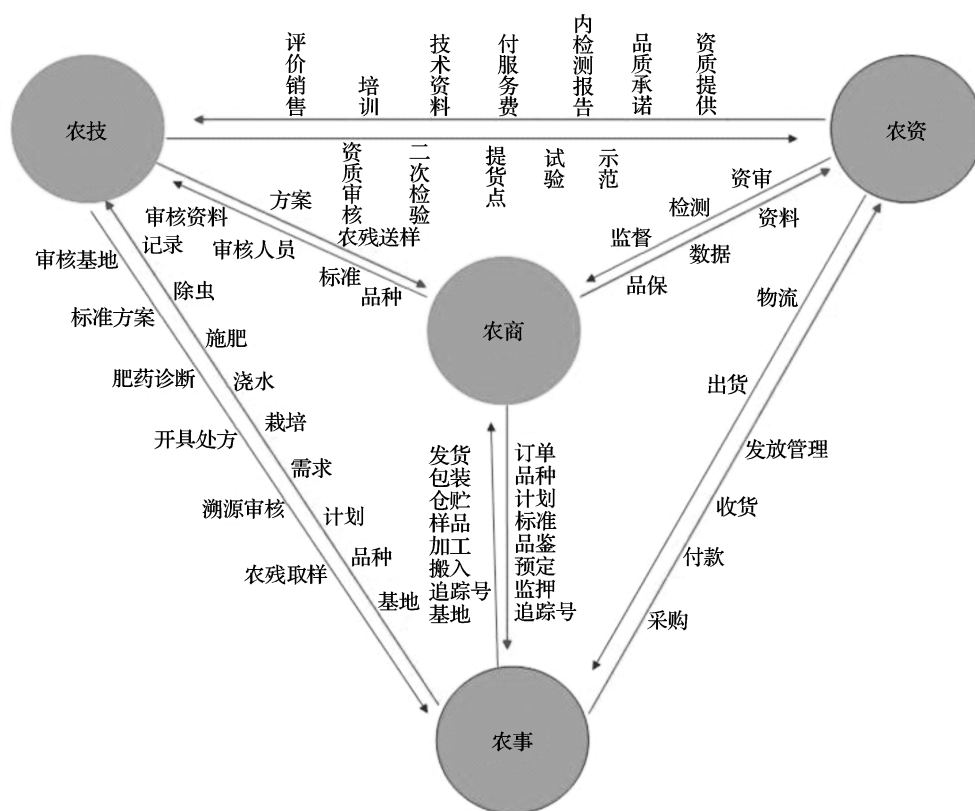 评价销售
培训
技术资料
付服务费
内检测报告
品质承诺
资质提供
农技
农资
资质审核
二次检验
提货点
试验
示范
方案
农残送样
审核资料
审核人员
标准
品种
资审
检测
监督
资料
数据
品保
农商
记录
除虫
施肥
浇水
栽培
需求
计划
品种
基地
审核基地
标准方案
肥药诊断
开具处方
溯源审核
农残取样
发货
包装
仓贮
样品
加工
搬入
追踪号
基地
订单
品种
计划
标准
品鉴
预定
监押
追踪号
物流
出货
发放管理
收货
付款
采购
农事